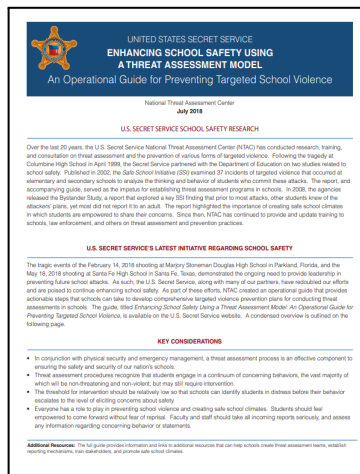 UNITED STATES SECRET SERVICE
ENHANCING SCHOOL SAFETY USING
A THREAT ASSESSMENT MODEL
An Operational Guide for Preventing Targeted School Violence
National Threat Assessment Center
July 2018
U.S. SECRET SERVICE SCHOOL SAFETY RESEARCH
Over the last 20 years, the U.S. Secret Service National Threat Assessment Center (NTAC) has conducted research, training,
and consultation on threat assessment and the prevention of various forms of targeted violence. Following the tragedy at
Columbine High School in April 1999, the Secret Service partnered with the Department of Education on two studies related to
school safety. Published in 2002, the Safe School Initiative (SSI) examined 37 incidents of targeted violence that occurred at
elementary and secondary schools to analyze the thinking and behavior of students who commit these attacks. The report, and
accompanying guide, served as the impetus for establishing threat assessment programs in schools. In 2008, the agencies
released the Bystander Study, a report that explored a key SSI finding that prior to most attacks, other students knew of the
attackers' plans, yet most did not report it to an adult. The report highlighted the importance of creating safe school climates
in which students are empowered to share their concerns. Since then, NTAC has continued to provide and update training to
schools, law enforcement, and others on threat assessment and prevention practices.
U.S. SECRET SERVICE'S LATEST INITIATIVE REGARDING SCHOOL SAFETY
The tragic events of the February 14, 2018 shooting at Marjory Stoneman Douglas High School in Parkland, Florida, and the
May 18, 2018 shooting at Santa Fe High School in Santa Fe, Texas, demonstrated the ongoing need to provide leadership in
preventing future school attacks. As such, the U.S. Secret Service, along with many of our partners, have redoubled our efforts
and are poised to continue enhancing school safety. As part of these efforts, NTAC created an operational guide that provides
actionable steps that schools can take to develop comprehensive targeted violence prevention plans for conducting threat
assessments in schools. The guide, titled Enhancing School Safety Using a Threat Assessment Model: An Operational Guide for
Preventing Targeted School Violence, is available on the U.S. Secret Service website. A condensed overview is outlined on the
following page.
KEY CONSIDERATIONS
• In conjunction with physical security and emergency management, a threat assessment process is an effective component to
ensuring the safety and security of our nation's schools.
• Threat assessment procedures recognize that students engage in a continuum of concerning behaviors, the vast majority of
which will be non-threatening and non-violent, but may still require intervention.
• The threshold for intervention should be relatively low so that schools can identify students in distress before their behavior
escalates to the level of eliciting concerns about safety.
• Everyone has a role to play in preventing school violence and creating safe school climates. Students should feel
empowered to come forward without fear of reprisal. Faculty and staff should take all incoming reports seriously, and assess
any information regarding concerning behavior or statements.
Additional Resources: The full guide provides information and links to additional resources that can help schools create threat assessment teams, establish
reporting mechanisms, train stakeholders, and promote safe school climates.